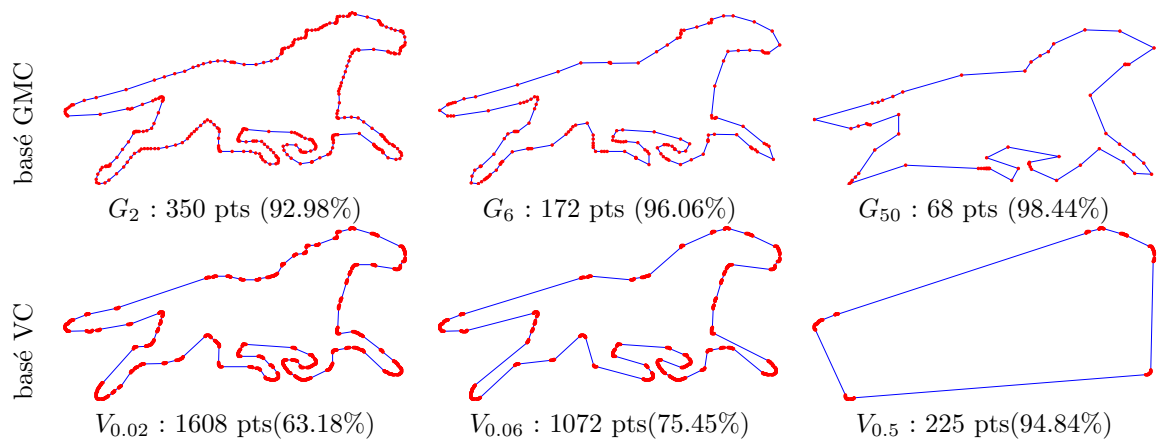 basé GMC
G₂ : 350 pts (92.98%)
G₆ : 172 pts (96.06%)
G₅₀ : 68 pts (98.44%)
basé VC
V₀.₀₂ : 1608 pts(63.18%)
V₀.₀₆ : 1072 pts(75.45%)
V₀.₅ : 225 pts(94.84%)